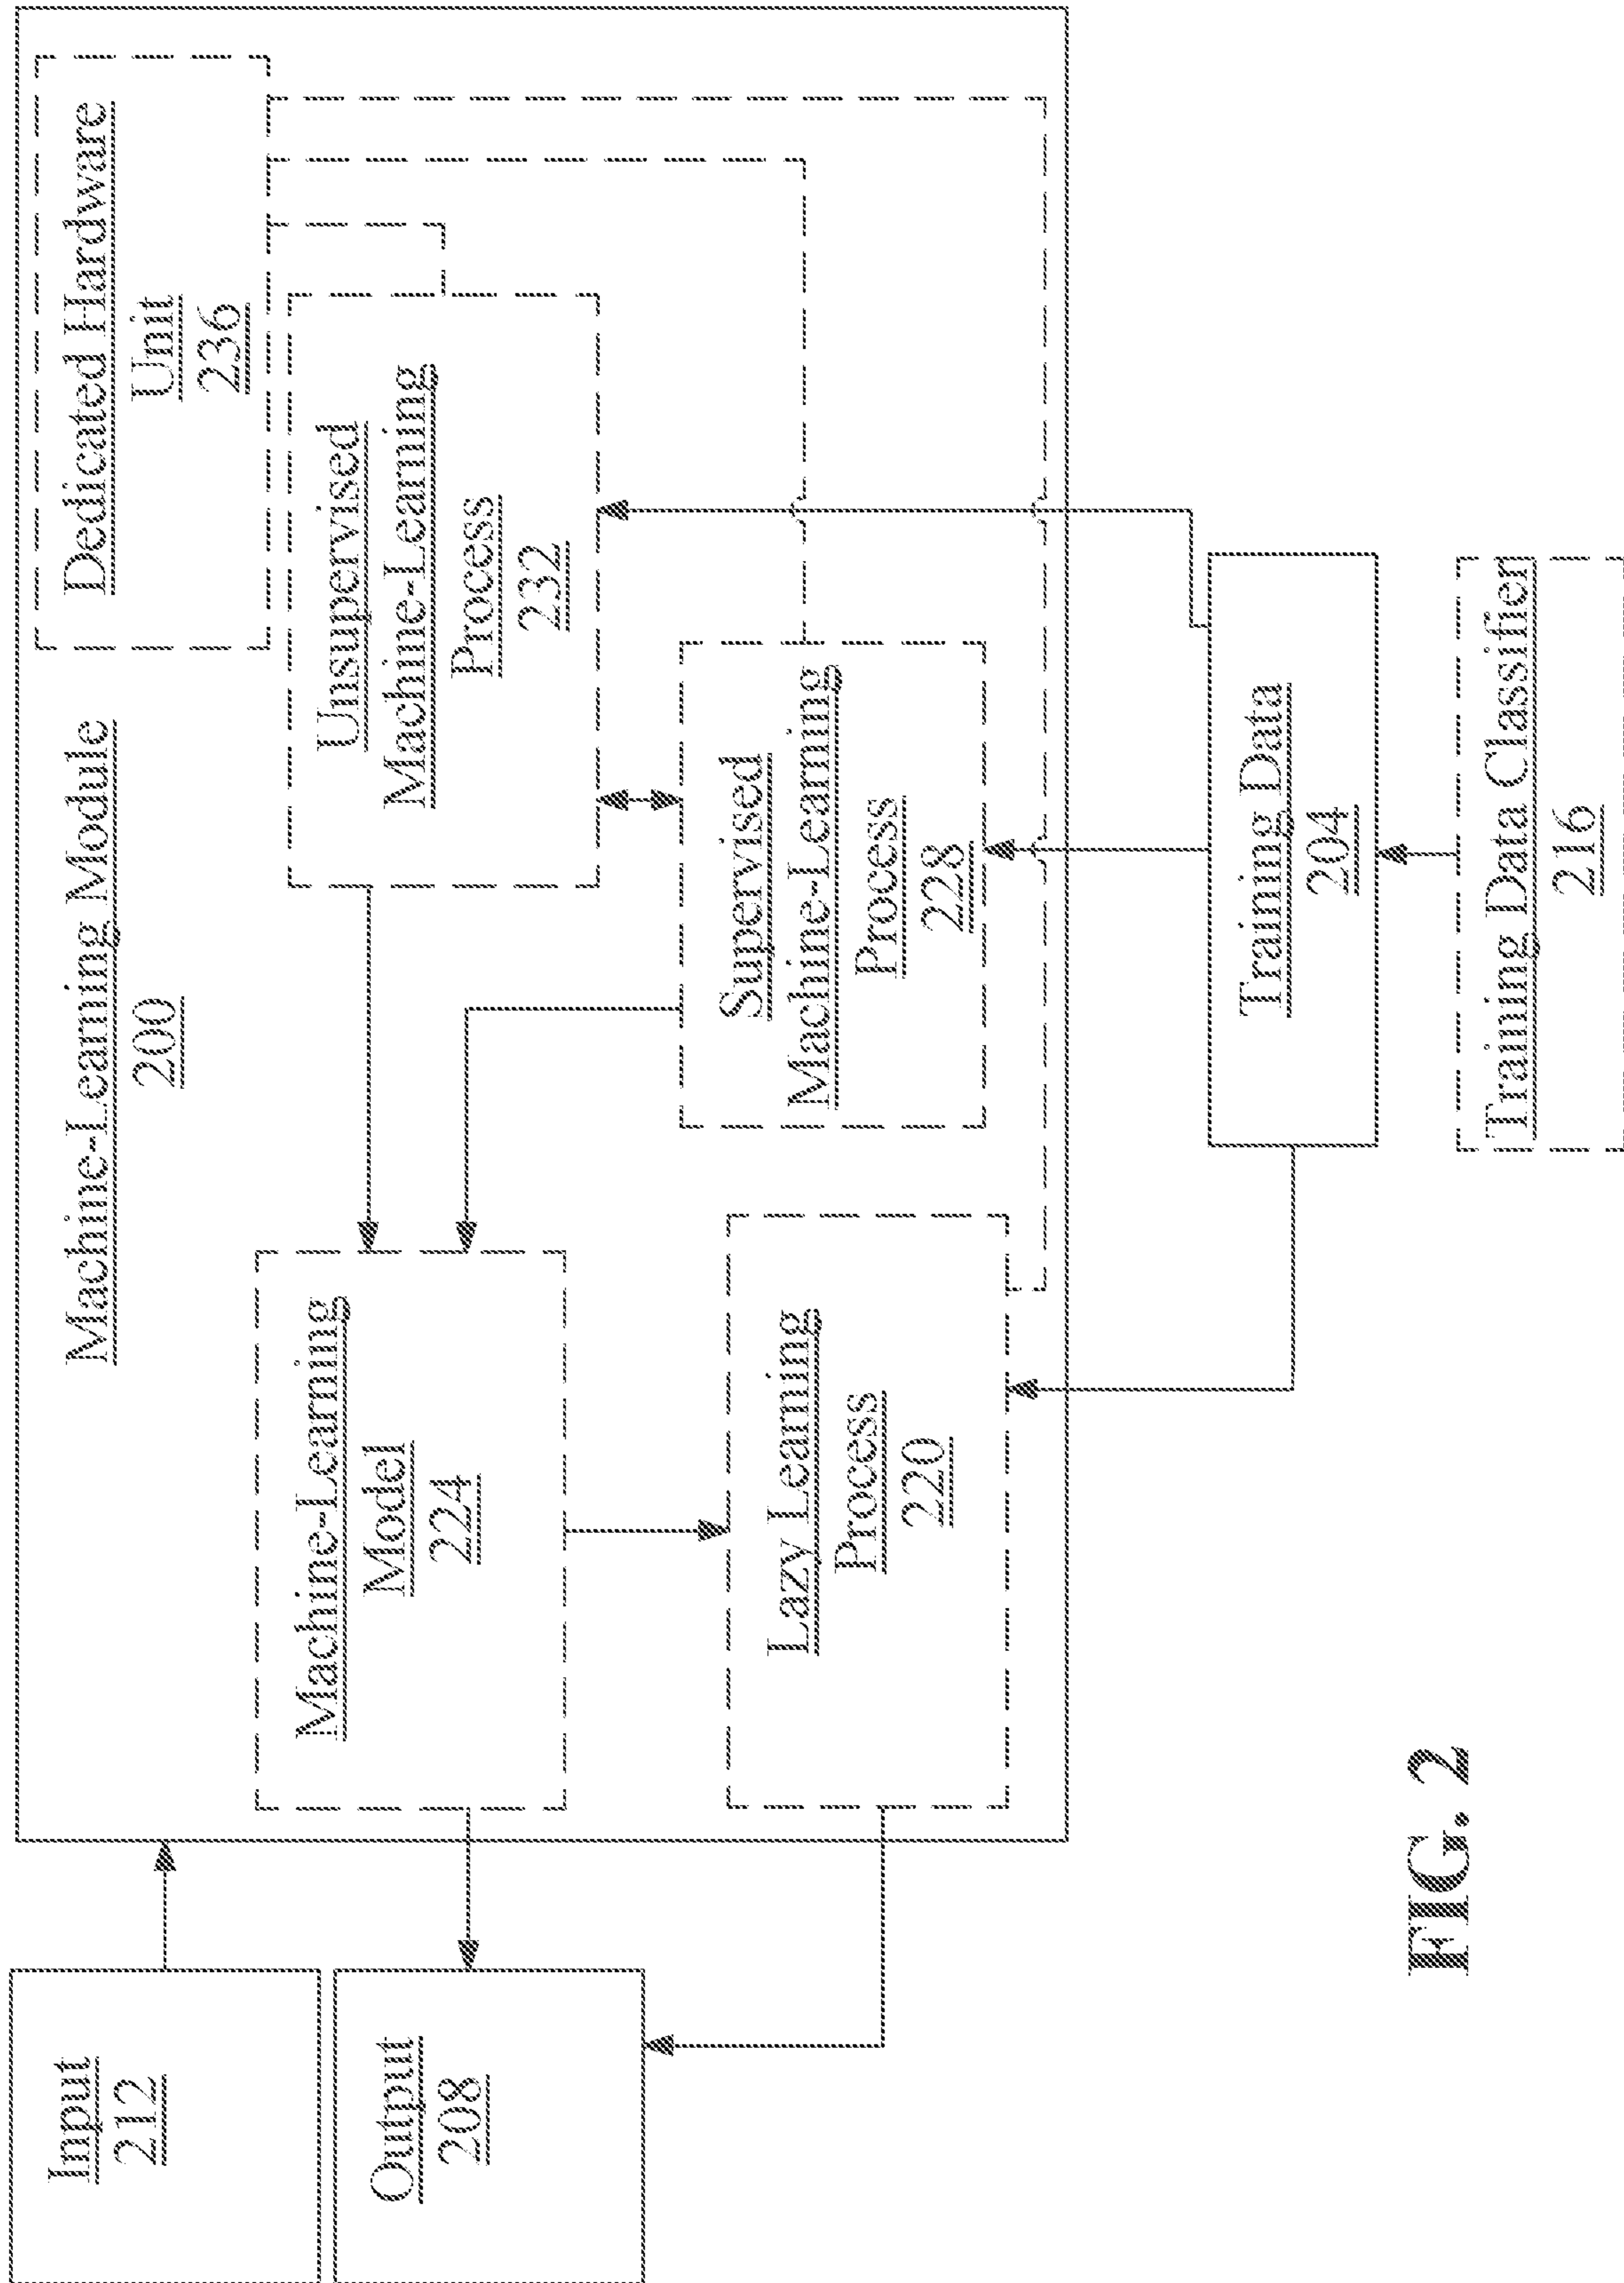 Input
212
Output
208
Machine-Learning Module
200
Machine-Learning
Model
224
Lazy Learning
Process
220
Dedicated Hardware
Unit
236
Unsupervised
Machine-Learning
Process
232
Supervised
Machine-Learning
Process
228
Training Data
204
Training Data Classifier
216
FIG. 2